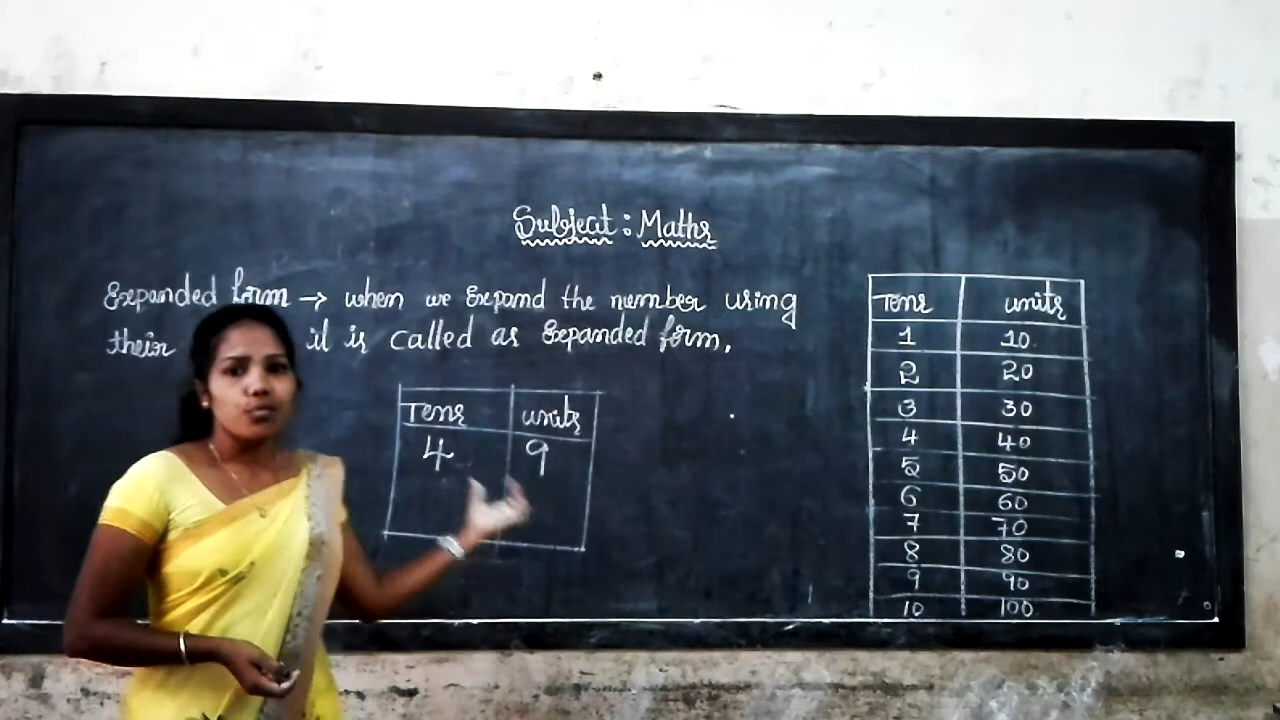 Subject : Maths
Expanded form → when we Expand the number using
their it is called as Expanded form.
Tens units
4 9
Tens units
1 10
2 20
3 30
4 40
5 50
6 60
7 70
8 80
9 90
10 100